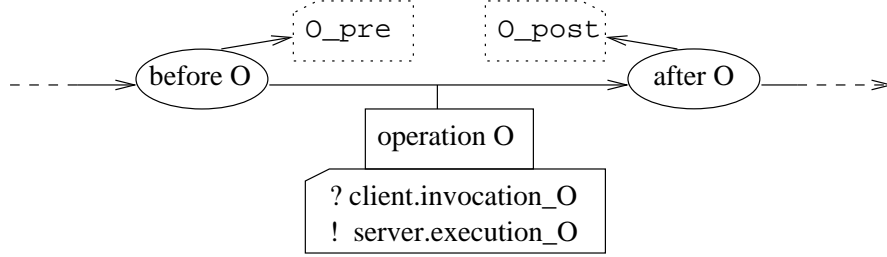 O_pre
O_post
before O
after O
operation O
? client.invocation_O
! server.execution_O